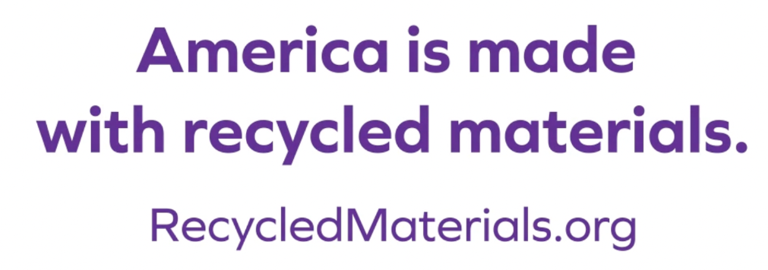 America is made
with recycled materials.
RecycledMaterials.org